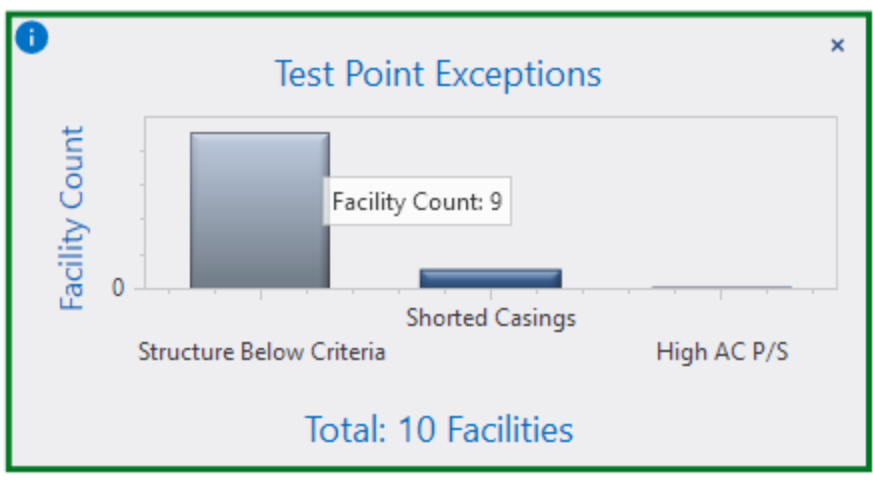 i
×
Test Point Exceptions
Facility Count
Facility Count: 9
0
Shorted Casings
Structure Below Criteria
High AC P/S
Total: 10 Facilities